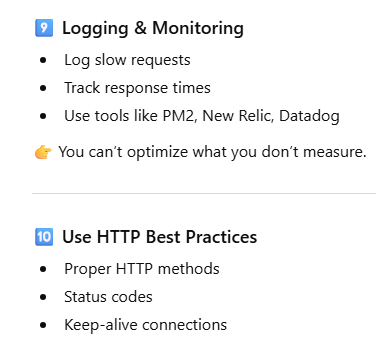 9️⃣ Logging & Monitoring
• Log slow requests
• Track response times
• Use tools like PM2, New Relic, Datadog
👉 You can’t optimize what you don’t measure.
🔟 Use HTTP Best Practices
• Proper HTTP methods
• Status codes
• Keep-alive connections